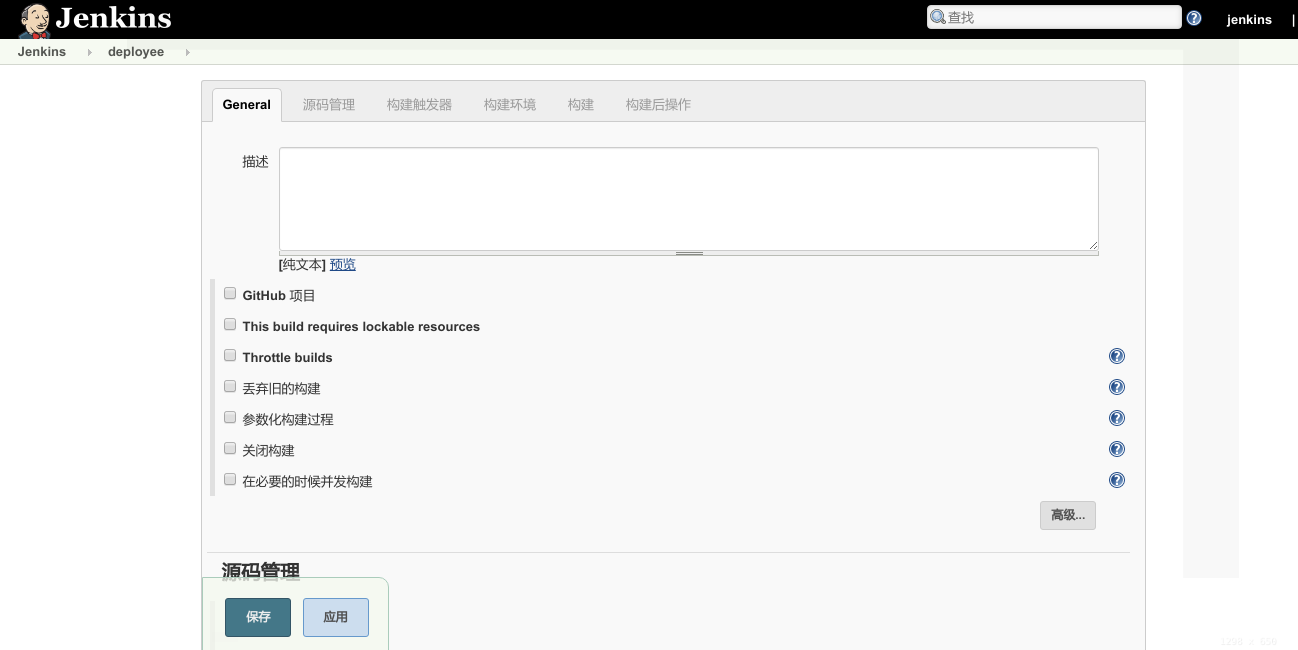 Jenkins
查找
jenkins
|
Jenkins
deployee
General 源码管理 构建触发器 构建环境 构建 构建后操作
描述
[纯文本] 预览
GitHub 项目
This build requires lockable resources
Throttle builds
丢弃旧的构建
参数化构建过程
关闭构建
在必要的时候并发构建
高级...
源码管理
保存 应用